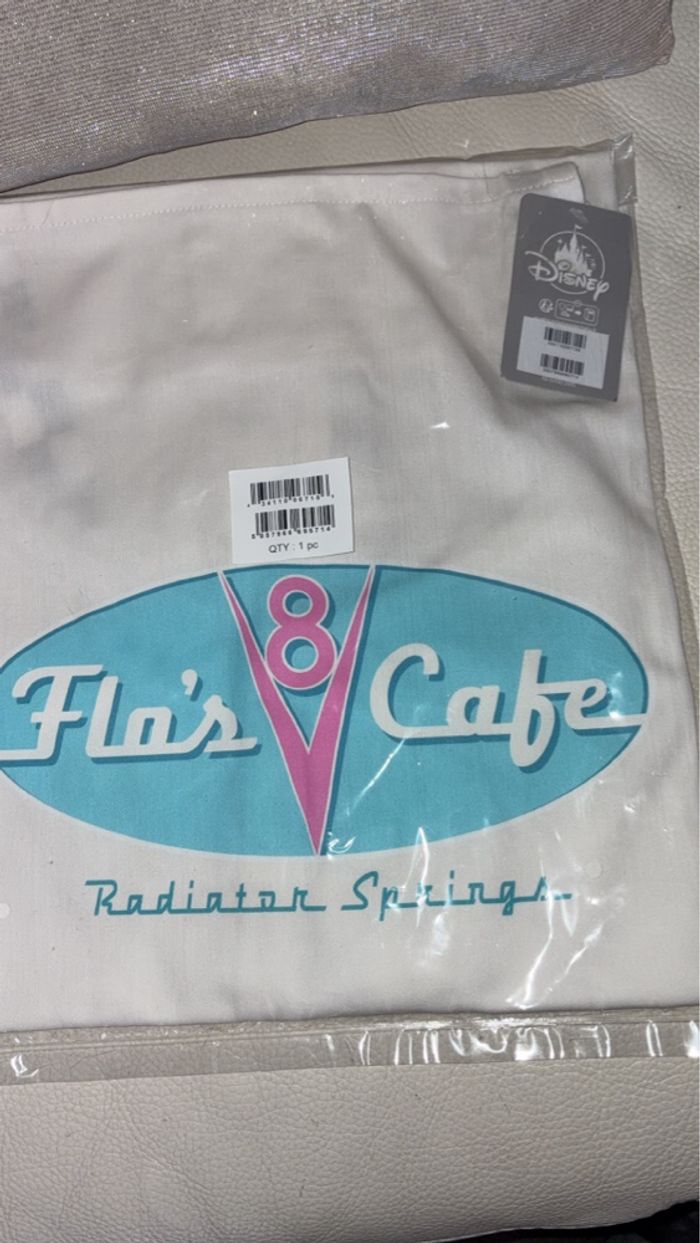 Disney
QTY : 1 pc
8
Flo's V Cafe
Radiator Springs